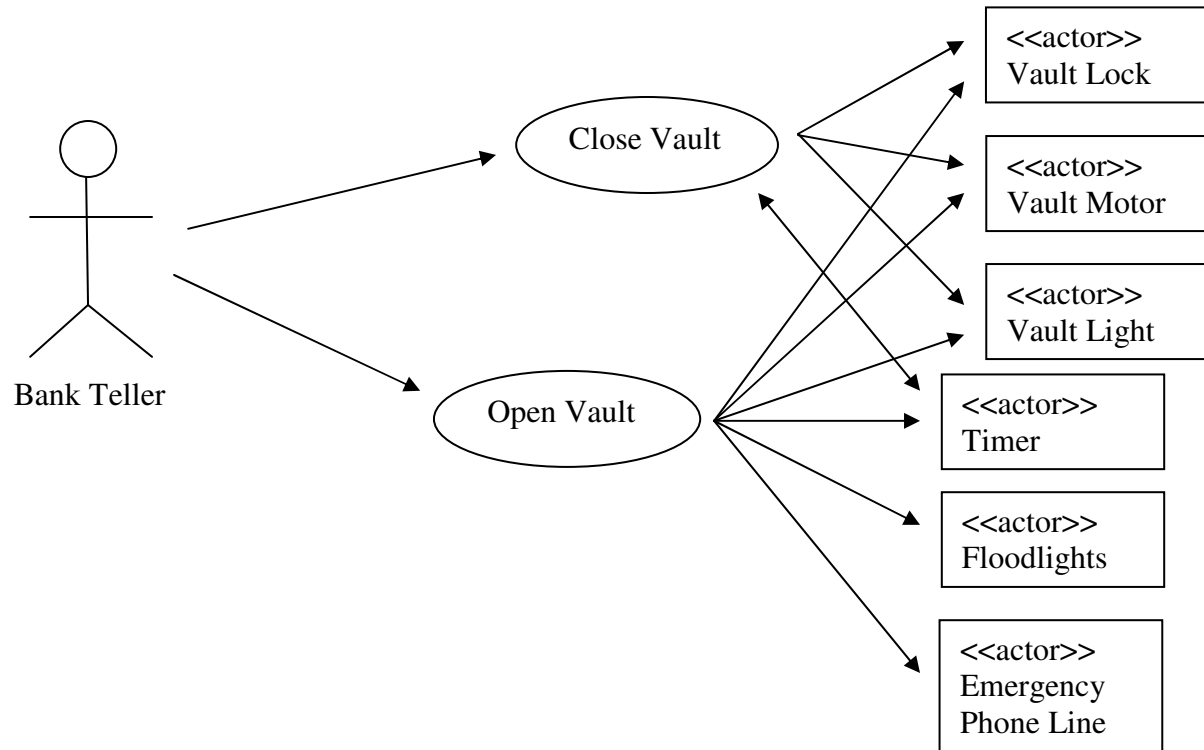 <<actor>>
Vault Lock
Close Vault
<<actor>>
Vault Motor
<<actor>>
Vault Light
Bank Teller
Open Vault
<<actor>>
Timer
<<actor>>
Floodlights
<<actor>>
Emergency
Phone Line